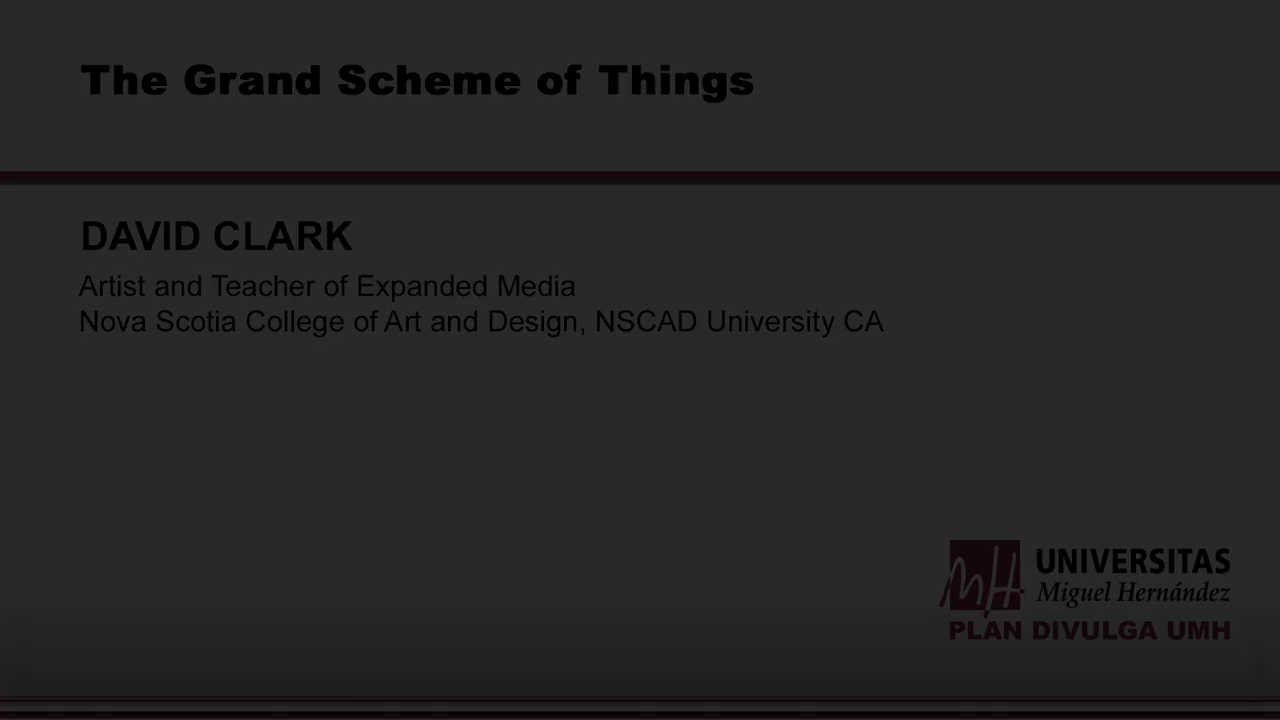 The Grand Scheme of Things
DAVID CLARK
Artist and Teacher of Expanded Media
Nova Scotia College of Art and Design, NSCAD University CA
MH UNIVERSITAS
Miguel Hernández
PLAN DIVULGA UMH